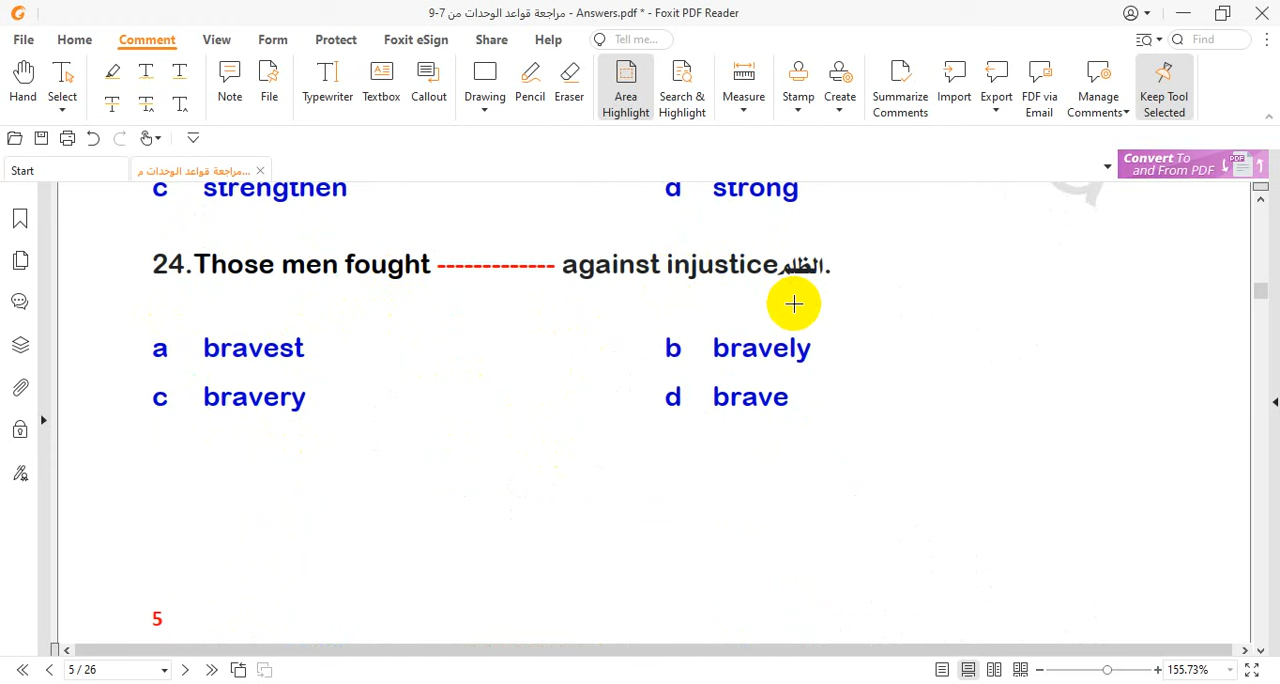 مراجعة قواعد الوحدات من 7-9 - Answers.pdf * - Foxit PDF Reader
File Home Comment View Form Protect Foxit eSign Share Help Tell me... Find
Hand Select Note File Typewriter Textbox Callout Drawing Pencil Eraser Area Highlight Search & Highlight Measure Stamp Create Summarize Comments Import Export FDF via Email Manage Comments Keep Tool Selected
Start مراجعة قواعد الوحدات م... Convert To and From PDF PDF
c strengthen d strong
24.Those men fought ------------- against injusticeالظلم.
a bravest b bravely
c bravery d brave
5
5 / 26 155.73%